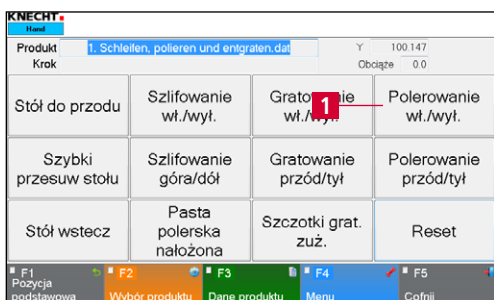 KNECHT
Hand
Produkt 1. Schleifen, polieren und entgraten.dat Y 100.147
Krok Obciąże 0.0
Stół do przodu
Szlifowanie
wł./wył.
wł./wył.
1
Polerowanie
wł./wył.
Szybki
przesuw stołu
Szlifowanie
góra/dół
Gratowanie
przód/tył
Polerowanie
przód/tył
Stół wstecz
Pasta
polerska
nałożona
Szczotki grat.
zuż.
Reset
F1
Pozycja
podstawowa
F2
Wybór produktu
F3
Dane produktu
F4
Menu
F5
Cofnij